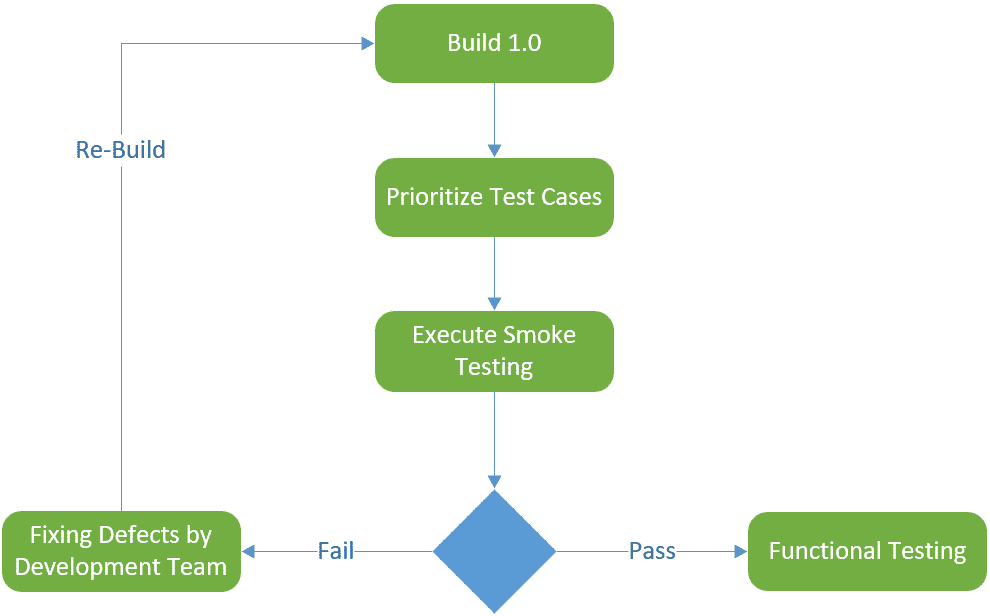 Build 1.0
Re-Build
Prioritize Test Cases
Execute Smoke
Testing
Fixing Defects by
Development Team
Fail
Pass
Functional Testing